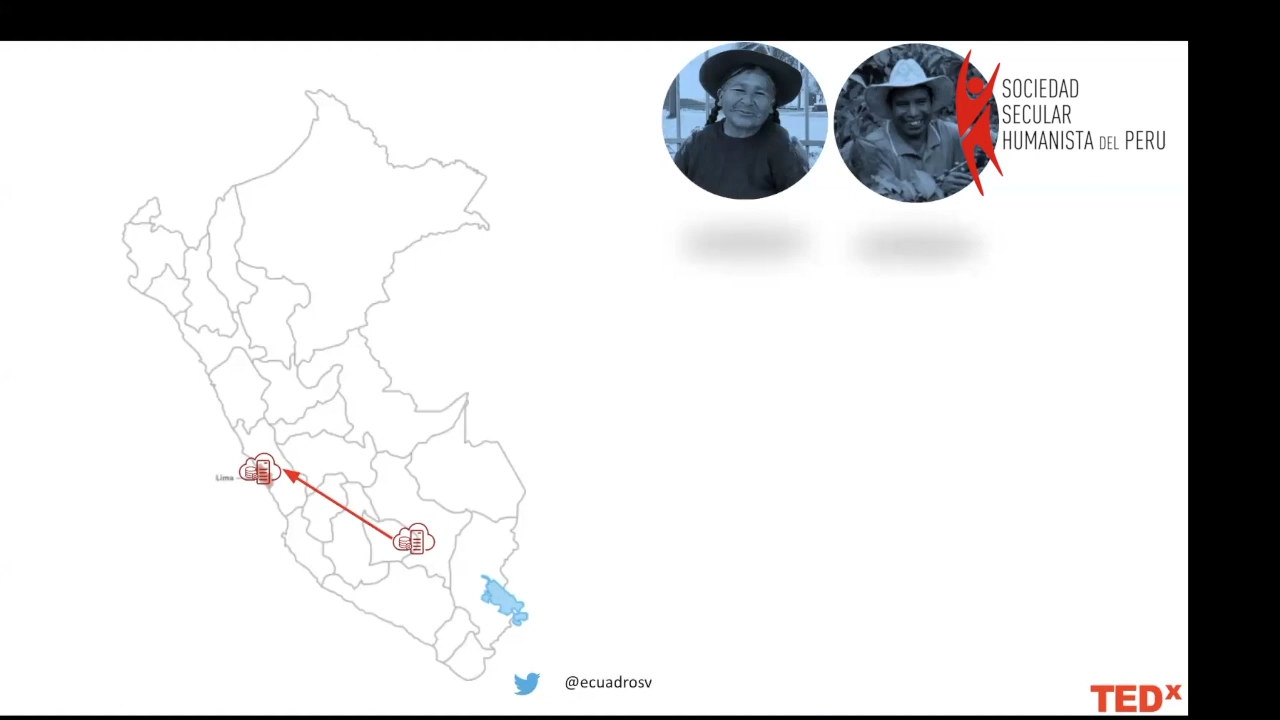 SOCIEDAD
SECULAR
HUMANISTA DEL PERU
Lima
@ecuadrosv
TEDx